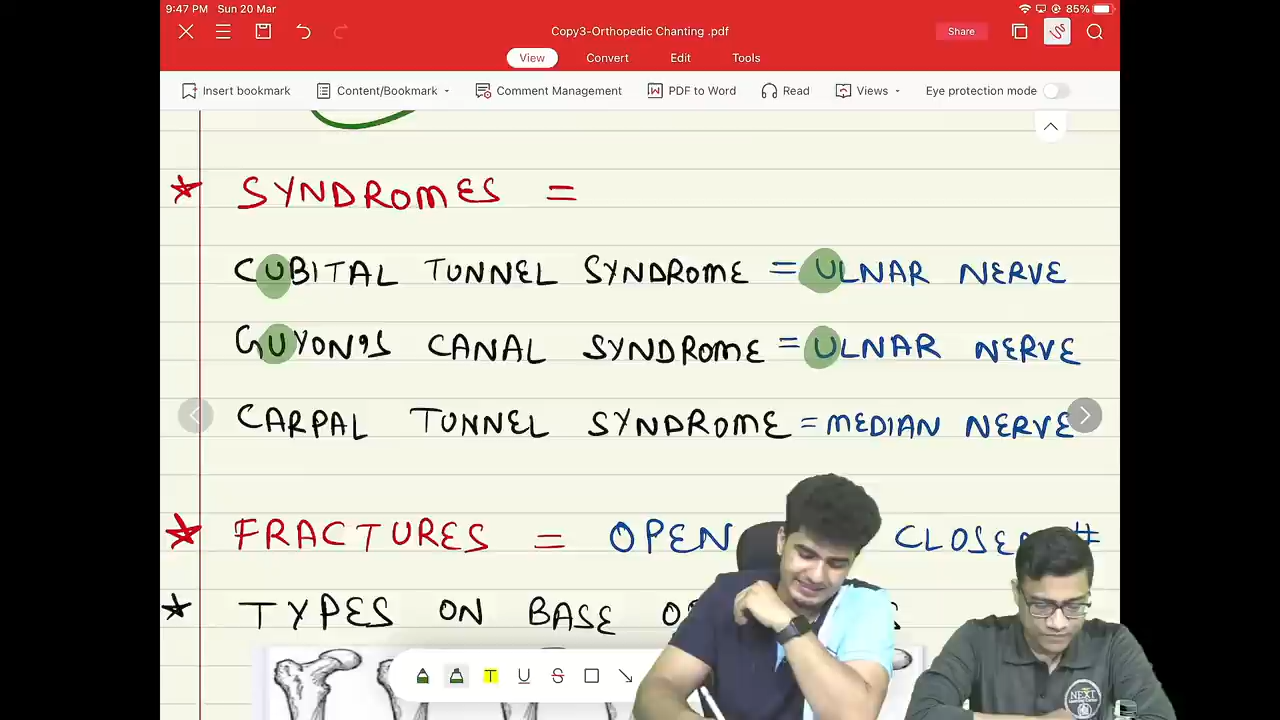 9:47 PM Sun 20 Mar 85%
Copy3-Orthopedic Chanting .pdf
Share
View Convert Edit Tools
Insert bookmark Content/Bookmark Comment Management PDF to Word Read Views Eye protection mode
SYNDROMES =
CUBITAL TUNNEL SYNDROME = ULNAR NERVE
GUYON'S CANAL SYNDROME = ULNAR NERVE
CARPAL TUNNEL SYNDROME = MEDIAN NERVE
FRACTURES = OPEN CLOSED #
TYPES ON BASE
T U S
NEXT